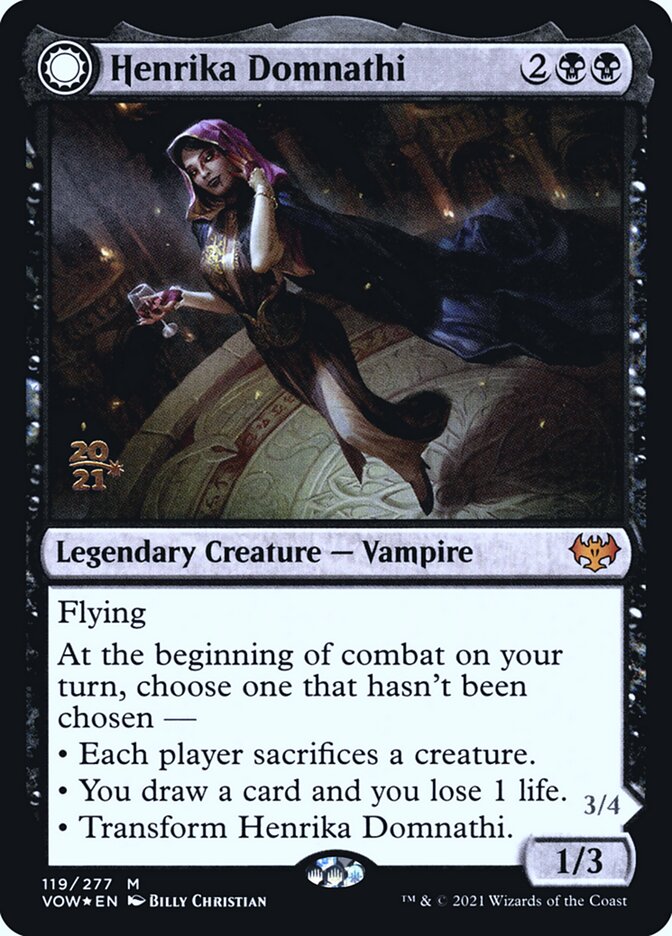 Henrika Domnathi 2
20
21
Legendary Creature — Vampire
Flying
At the beginning of combat on your
turn, choose one that hasn't been
chosen —
• Each player sacrifices a creature.
• You draw a card and you lose 1 life.
• Transform Henrika Domnathi.
3/4
1/3
119/277 M
VOW★EN Billy Christian
™ & © 2021 Wizards of the Coast